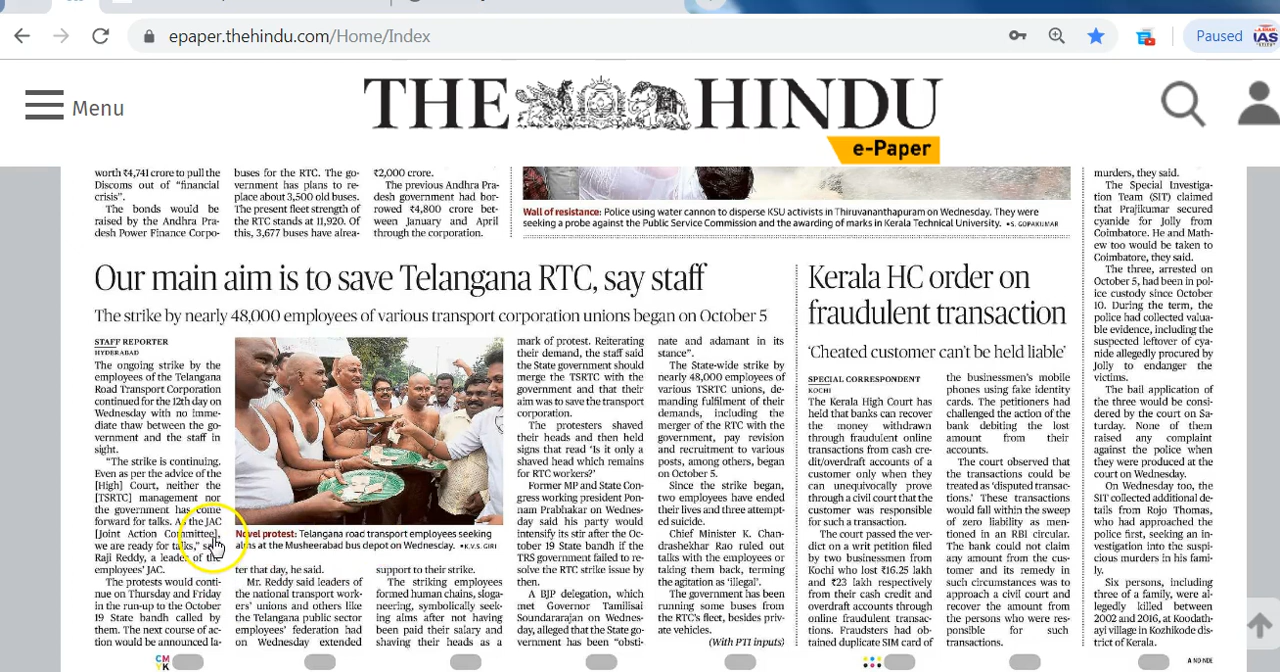 epaper.thehindu.com/Home/Index
Paused
IAS
Menu
THE HINDU
e-Paper
worth ₹4,741 crore to pull the
Discoms out of “financial
crisis”.
The bonds would be
raised by the Andhra Pra-
desh Power Finance Corpo-
buses for the RTC. The go-
vernment has plans to re-
place about 3,500 old buses.
The present fleet strength of
the RTC stands at 11,920. Of
this, 3,677 buses have alrea-
₹2,000 crore.
The previous Andhra Pra-
desh government had bor-
rowed ₹4,800 crore bet-
ween January and April
through the corporation.
Wall of resistance: Police using water cannon to disperse KSU activists in Thiruvananthapuram on Wednesday. They were
seeking a probe against the Public Service Commission and the awarding of marks in Kerala Technical University. •S. GOPAKUMAR
Our main aim is to save Telangana RTC, say staff
The strike by nearly 48,000 employees of various transport corporation unions began on October 5
STAFF REPORTER
HYDERABAD
The ongoing strike by the
employees of the Telangana
Road Transport Corporation
continued for the 12th day on
Wednesday with no imme-
diate thaw between the go-
vernment and the staff in
sight.
“The strike is continuing.
Even as per the advice of the
[High] Court, neither the
[TSRTC] management nor
the government has come
forward for talks. As the JAC
[Joint Action Committee],
we are ready for talks,” said
Raji Reddy, a leader of the
employees’ JAC.
The protests would conti-
nue on Thursday and Friday
in the run-up to the October
19 State bandh called by
them. The next course of ac-
tion would be announced la-
Novel protest: Telangana road transport employees seeking
alms at the Musheerabad bus depot on Wednesday. •K.V.S. GIRI
ter that day, he said.
Mr. Reddy said leaders of
the national transport work-
ers’ unions and others like
the Telangana public sector
employees’ federation had
on Wednesday extended
support to their strike.
The striking employees
formed human chains, sloga-
neering, symbolically seek-
ing alms after not having
been paid their salary and
shaving their heads as a
mark of protest. Reiterating
their demand, the staff said
the State government should
merge the TSRTC with the
government and that their
aim was to save the transport
corporation.
The protesters shaved
their heads and then held
signs that read ‘Is it only a
shaved head which remains
for RTC workers?’
Former MP and State Con-
gress working president Pon-
nam Prabhakar on Wednes-
day said his party would
intensify its stir after the Oc-
tober 19 State bandh if the
TRS government failed to re-
solve the RTC strike issue by
then.
A BJP delegation, which
met Governor Tamilisai
Soundararajan on Wednes-
day, alleged that the State go-
vernment has been “obsti-
nate and adamant in its
stance”.
The State-wide strike by
nearly 48,000 employees of
various TSRTC unions, de-
manding fulfilment of their
demands, including the
merger of the RTC with the
government, pay revision
and recruitment to various
posts, among others, began
on October 5.
Since the strike began,
two employees have ended
their lives and three attempt-
ed suicide.
Chief Minister K. Chan-
drashekhar Rao ruled out
talks with the employees or
taking them back, terming
the agitation as ‘illegal’.
The government has been
running some buses from
the RTC’s fleet, besides pri-
vate vehicles.
(With PTI inputs)
Kerala HC order on
fraudulent transaction
‘Cheated customer can’t be held liable’
SPECIAL CORRESPONDENT
KOCHI
The Kerala High Court has
held that banks can recover
the money withdrawn
through fraudulent online
transactions from cash cre-
dit/overdraft accounts of a
customer only when they
can unequivocally prove
through a civil court that the
customer was responsible
for such a transaction.
The court passed the ver-
dict on a writ petition filed
by two businessmen from
Kochi who lost ₹16.25 lakh
and ₹23 lakh respectively
from their cash credit and
overdraft accounts through
online transactions.
Fraudsters had ob-
tained duplicate SIM card of
the businessmen’s mobile
phones using fake identity
cards. The petitioners had
challenged the action of the
bank debiting the lost
amount from their
accounts.
The court observed that
the transactions could be
treated as ‘disputed transac-
tions.’ These transactions
would fall within the sweep
of zero liability as men-
tioned in an RBI circular.
The bank could not claim
any amount from the cus-
tomer and its remedy in
such circumstances was to
approach a civil court and
recover the amount from
the persons who were res-
ponsible for such
transactions.
murders, they said.
The Special Investiga-
tion Team (SIT) claimed
that Prajikumar secured
cyanide for Jolly from
Coimbatore. He and Math-
ew too would be taken to
Coimbatore, they said.
The three, arrested on
October 5, had been in pol-
ice custody since October
10. During the term, the
police had collected valua-
ble evidence, including the
suspected leftover of cya-
nide allegedly procured by
Jolly to endanger the
victims.
The bail application of
the three would be consi-
dered by the court on Sa-
turday. None of them
raised any complaint
against the police when
they were produced at the
court on Wednesday.
On Wednesday too, the
SIT collected additional de-
tails from Rojo Thomas,
who had approached the
police first, seeking an in-
vestigation into the suspi-
cious murders in his fami-
ly.
Six persons, including
three of a family, were al-
legedly killed between
2002 and 2016, at Koodath-
ayi village in Kozhikode dis-
trict of Kerala.
CM
YK
A ND NDE